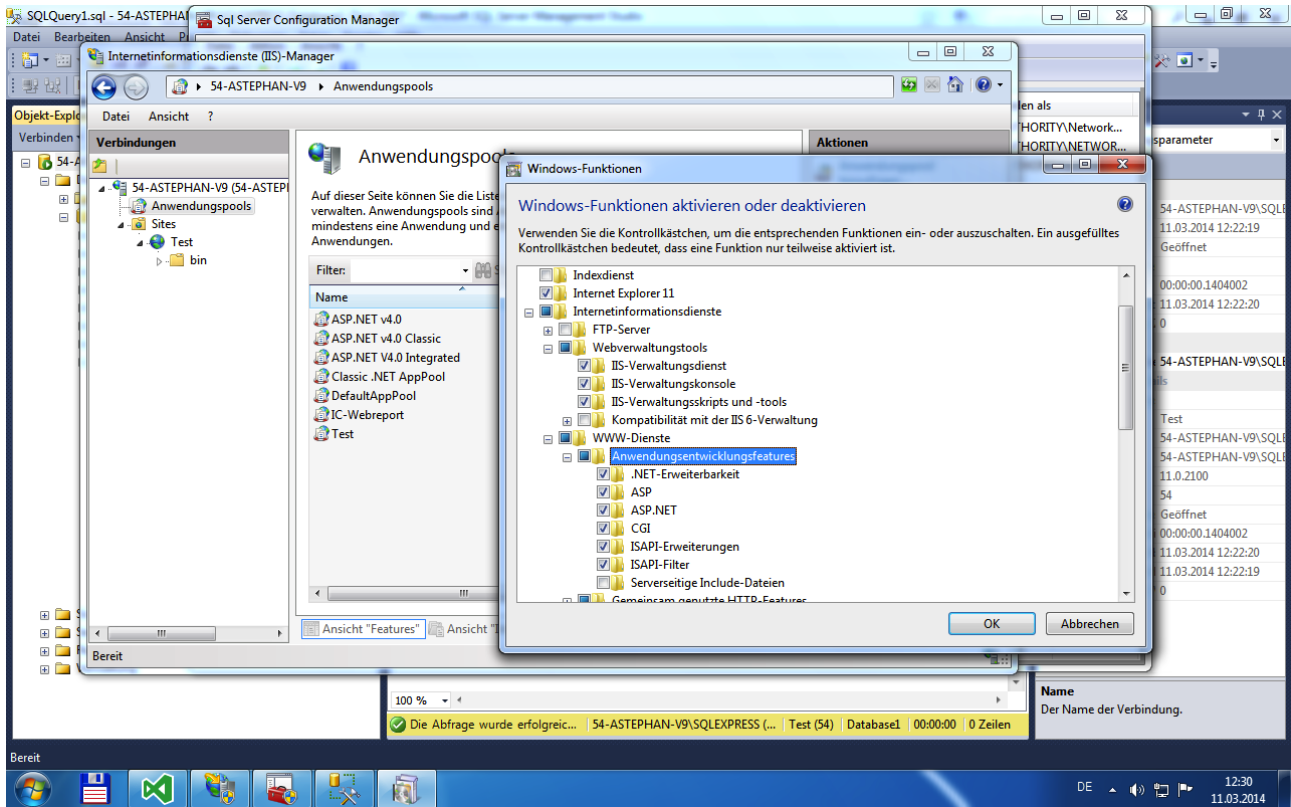 SQLQuery1.sql - 54-ASTEPHA
Sql Server Configuration Manager
Datei Bearbeiten Ansicht
Internetinformationsdienste (IIS)-Manager
54-ASTEPHAN-V9 Anwendungspools
Datei Ansicht ?
Objekt-Explo
Verbinden
54-A
Verbindungen
54-ASTEPHAN-V9 (54-ASTEPI
Anwendungspools
Sites
Test
bin
Anwendungspools
Auf dieser Seite können Sie die Liste
verwalten. Anwendungspools sind
mindestens eine Anwendung und e
Anwendungen.
Filter:
Name
ASP.NET v4.0
ASP.NET v4.0 Classic
ASP.NET V4.0 Integrated
Classic .NET AppPool
DefaultAppPool
IC-Webreport
Test
Ansicht "Features" Ansicht "I
Bereit
Aktionen
en als
HORITY\Network...
HORITY\NETWOR...
Windows-Funktionen
Windows-Funktionen aktivieren oder deaktivieren
Verwenden Sie die Kontrollkästchen, um die entsprechenden Funktionen ein- oder auszuschalten. Ein ausgefülltes
Kontrollkästchen bedeutet, dass eine Funktion nur teilweise aktiviert ist.
Indexdienst
Internet Explorer 11
Internetinformationsdienste
FTP-Server
Webverwaltungstools
IIS-Verwaltungsdienst
IIS-Verwaltungskonsole
IIS-Verwaltungsskripts und -tools
Kompatibilität mit der IIS 6-Verwaltung
WWW-Dienste
Anwendungsentwicklungsfeatures
.NET-Erweiterbarkeit
ASP
ASP.NET
CGI
ISAPI-Erweiterungen
ISAPI-Filter
Serverseitige Include-Dateien
Gemeinsam genutzte HTTP-Features
OK Abbrechen
sparameter
54-ASTEPHAN-V9\SQLE
11.03.2014 12:22:19
Geöffnet
00:00:00.1404002
11.03.2014 12:22:20
0
54-ASTEPHAN-V9\SQLE
ils
Test
54-ASTEPHAN-V9\SQLE
54-ASTEPHAN-V9\SQLE
11.0.2100
54
Geöffnet
00:00:00.1404002
11.03.2014 12:22:20
11.03.2014 12:22:19
0
Name
Der Name der Verbindung.
100 %
Die Abfrage wurde erfolgreic... 54-ASTEPHAN-V9\SQLEXPRESS (... Test (54) Database1 00:00:00 0 Zeilen
Bereit
DE 12:30
11.03.2014